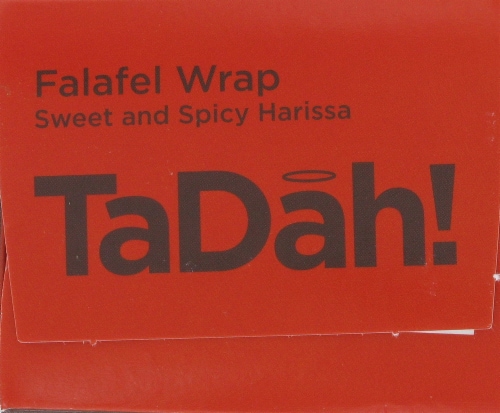 Falafel Wrap
Sweet and Spicy Harissa
TaDah!